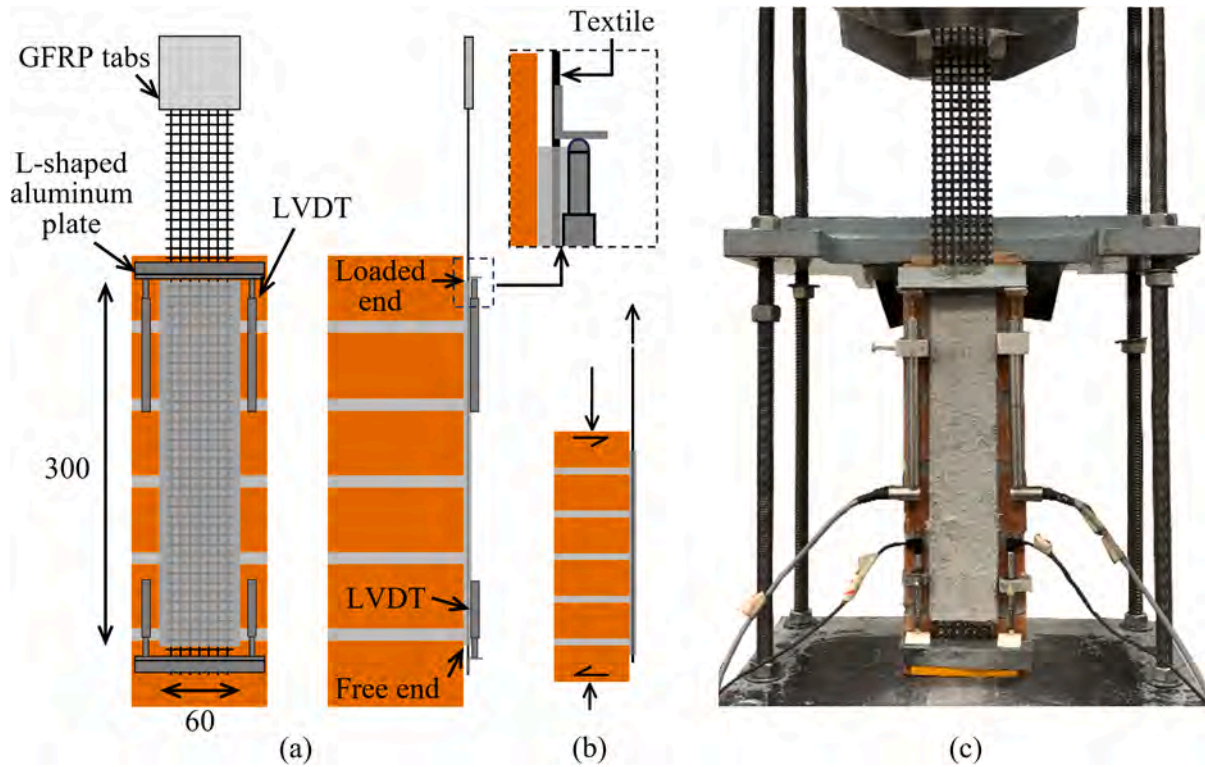 GFRP tabs
Textile
L-shaped
aluminum
plate
LVDT
Loaded
end
300
LVDT
Free end
60
(a)
(b)
(c)